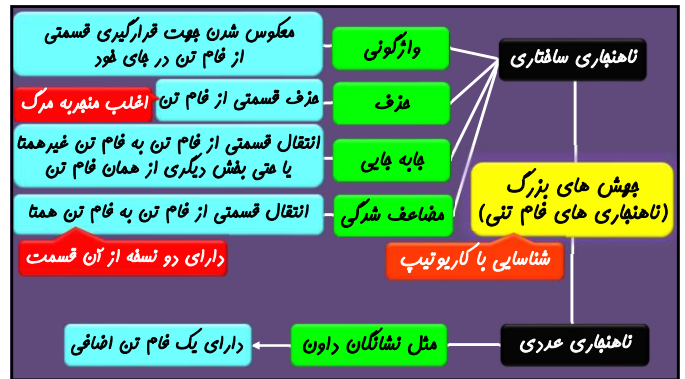 جهش های بزرگ
(ناهنجاری های فام تنی)
شناسایی با کاریوتیپ
ناهنجاری ساختاری
واژگونی
معکوس شدن جهت قرارگیری قسمتی
از فام تن در جای خود
حذف
حذف قسمتی از فام تن
اغلب منجربه مرگ
جابه جایی
انتقال قسمتی از فام تن به فام تن غیرهمتا
یا حتی بخش دیگری از همان فام تن
مضاعف شدگی
انتقال قسمتی از فام تن به فام تن همتا
دارای دو نسخه از آن قسمت
ناهنجاری عددی
مثل نشانگان داون
دارای یک فام تن اضافی